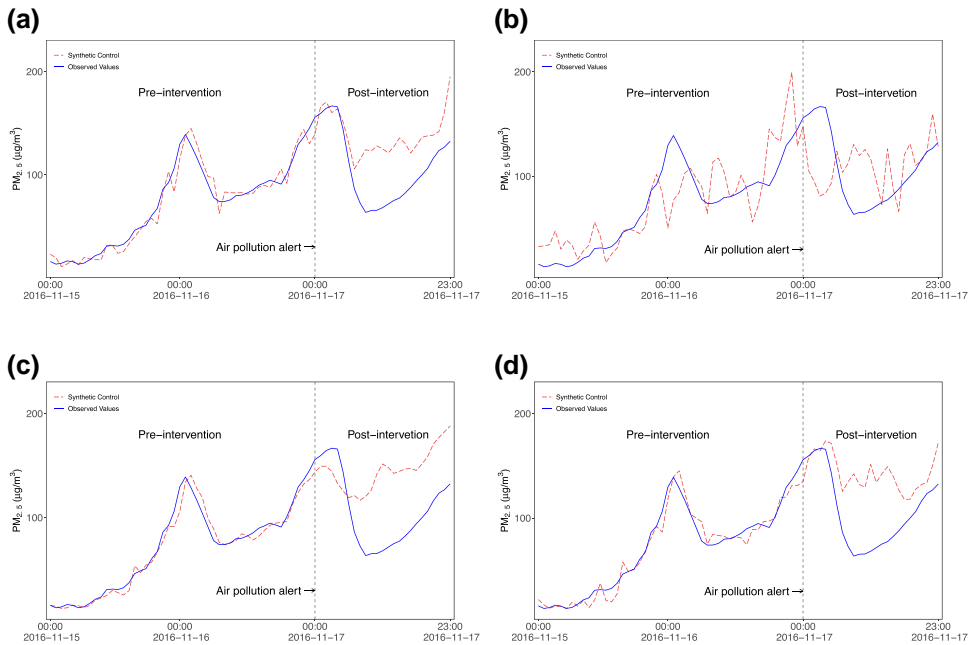 (a)
Synthetic Control
Observed Values
Pre−intervention
Post−intervetion
PM2. 5 (µg/m3)
200
100
Air pollution alert →
00:00
2016−11−15
00:00
2016−11−16
00:00
2016−11−17
23:00
2016−11−17
(b)
Synthetic Control
Observed Values
Pre−intervention
Post−intervetion
PM2. 5 (µg/m3)
200
100
Air pollution alert →
00:00
2016−11−15
00:00
2016−11−16
00:00
2016−11−17
23:00
2016−11−17
(c)
Synthetic Control
Observed Values
Pre−intervention
Post−intervetion
PM2. 5 (µg/m3)
200
100
Air pollution alert →
00:00
2016−11−15
00:00
2016−11−16
00:00
2016−11−17
23:00
2016−11−17
(d)
Synthetic Control
Observed Values
Pre−intervention
Post−intervetion
PM2. 5 (µg/m3)
200
100
Air pollution alert →
00:00
2016−11−15
00:00
2016−11−16
00:00
2016−11−17
23:00
2016−11−17